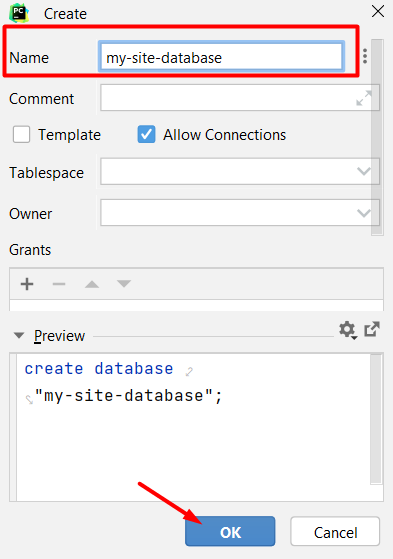 PC
Create
Name my-site-database
Comment
Template Allow Connections
Tablespace
Owner
Grants
Preview
create database
"my-site-database";
OK Cancel